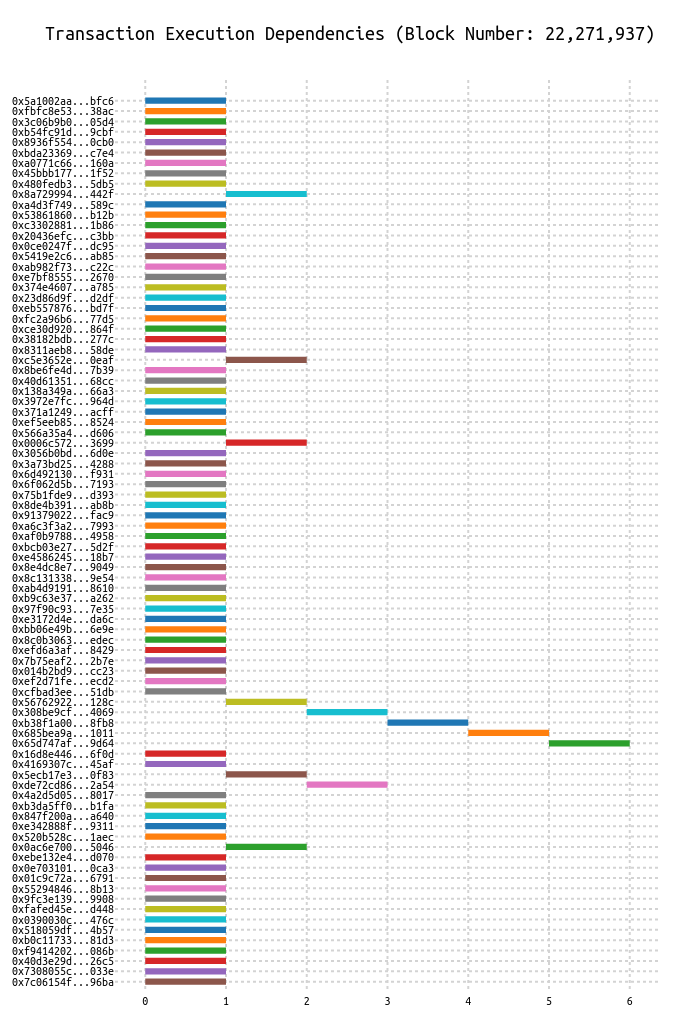 Transaction Execution Dependencies (Block Number: 22,271,937)
0x5a1002aa...bfc6
0xfbfc8e53...38ac
0x3c06b9b0...05d4
0xb54fc91d...9cbf
0x8936f554...0cb0
0xbda23369...c7e4
0xa0771c66...160a
0x45bbb177...1f52
0x480fedb3...5db5
0x8a729994...442f
0xa4d3f749...589c
0x53861860...b12b
0xc3302881...1b86
0x20436efc...c3bb
0x0ce0247f...dc95
0x5419e2c6...ab85
0xab982f73...c22c
0xe7bf8555...2670
0x374e4607...a785
0x23d86d9f...d2df
0xeb557876...bd7f
0xfc2a96b6...77d5
0xce30d920...864f
0x38182bdb...277c
0x8311aeb8...58de
0xc5e3652e...0eaf
0x8be6fe4d...7b39
0x40d61351...68cc
0x138a349a...66a3
0x3972e7fc...964d
0x371a1249...acff
0xef5eeb85...8524
0x566a35a4...d606
0x0006c572...3699
0x3056b0bd...6d0e
0x3a73bd25...4288
0x6d492130...f931
0x6f062d5b...7193
0x75b1fde9...d393
0x8de4b391...ab8b
0x91379022...fac9
0xa6c3f3a2...7993
0xaf0b9788...4958
0xbcb03e27...5d2f
0xe4586245...18b7
0x8e4dc8e7...9049
0x8c131338...9e54
0xab4d9191...8610
0xb9c63e37...a262
0x97f90c93...7e35
0xe3172d4e...da6c
0xbb06e49b...6e9e
0x8c0b3063...edec
0xefd6a3af...8429
0x7b75eaf2...2b7e
0x014b2bd9...cc23
0xef2d71fe...ecd2
0xcfbad3ee...51db
0x56762922...128c
0x308be9cf...4069
0xb38f1a00...8fb8
0x685bea9a...1011
0x65d747af...9d64
0x16d8e446...6f0d
0x4169307c...45af
0x5ecb17e3...0f83
0xde72cd86...2a54
0x4a2d5d05...8017
0xb3da5ff0...b1fa
0x847f200a...a640
0xe342888f...9311
0x520b528c...1aec
0x0ac6e700...5046
0xebe132e4...d070
0x0e703101...0ca3
0x01c9c72a...6791
0x55294846...8b13
0x9fc3e139...9908
0xfafed45e...d448
0x0390030c...476c
0x518059df...4b57
0xb0c11733...81d3
0xf9414202...086b
0x40d3e29d...26c5
0x7308055c...033e
0x7c06154f...96ba
0 1 2 3 4 5 6